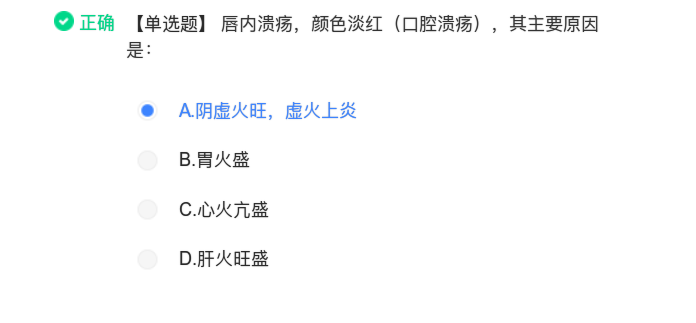 正确 【单选题】 唇内溃疡，颜色淡红（口腔溃疡），其主要原因
是：
A.阴虚火旺，虚火上炎
B.胃火盛
C.心火亢盛
D.肝火旺盛